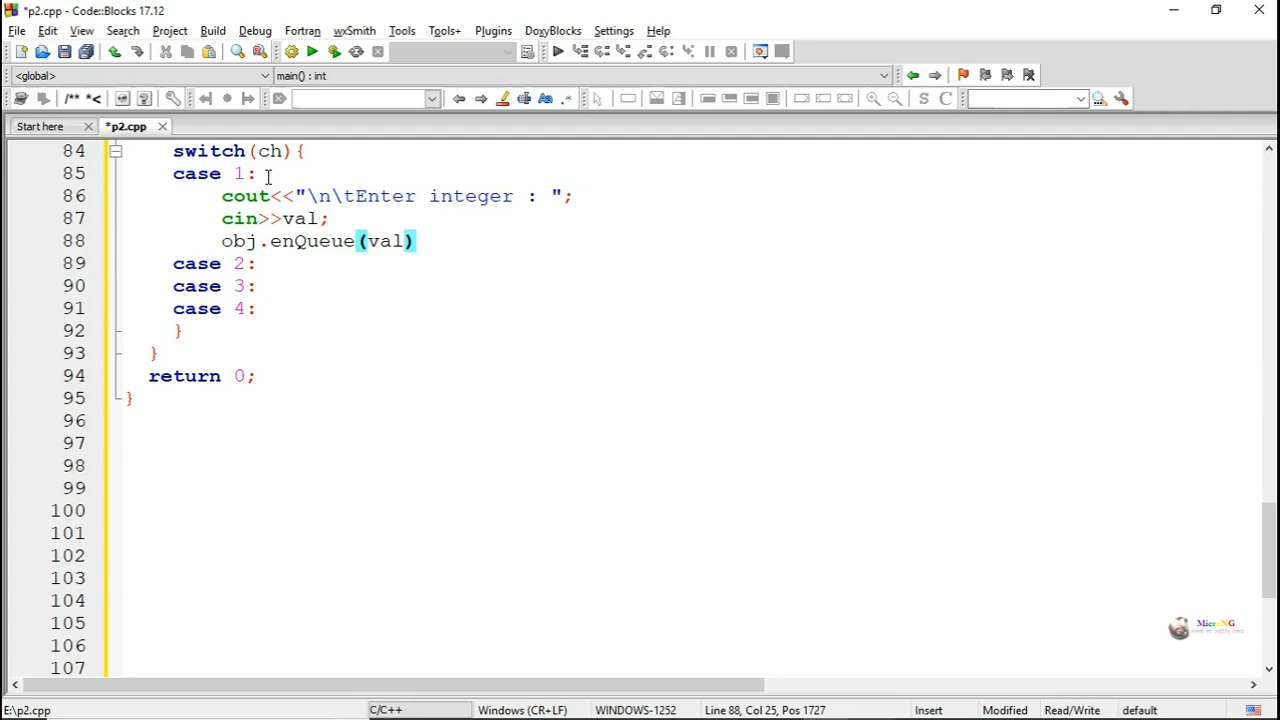 *p2.cpp - Code::Blocks 17.12
File Edit View Search Project Build Debug Fortran wxSmith Tools Tools+ Plugins DoxyBlocks Settings Help
<global> main() : int
/** *<
Start here *p2.cpp
84 switch(ch){
85 case 1:
86 cout<<"\n\tEnter integer : ";
87 cin>>val;
88 obj.enQueue(val)
89 case 2:
90 case 3:
91 case 4:
92 }
93 }
94 return 0;
95 }
96
97
98
99
100
101
102
103
104
105
106
107
MicroNG
E:\p2.cpp C/C++ Windows (CR+LF) WINDOWS-1252 Line 88, Col 25, Pos 1727 Insert Modified Read/Write default